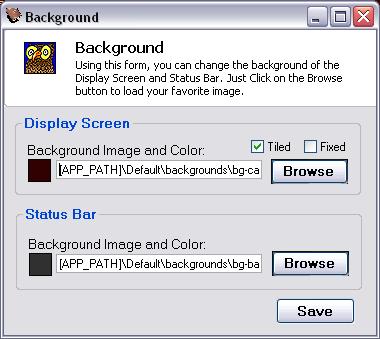 Background
Background
Using this form, you can change the background of the
Display Screen and Status Bar. Just Click on the Browse
button to load your favorite image.
Display Screen
Background Image and Color:
Tiled
Fixed
[APP_PATH]\Default\backgrounds\bg-ca
Browse
Status Bar
Background Image and Color:
[APP_PATH]\Default\backgrounds\bg-ba
Browse
Save